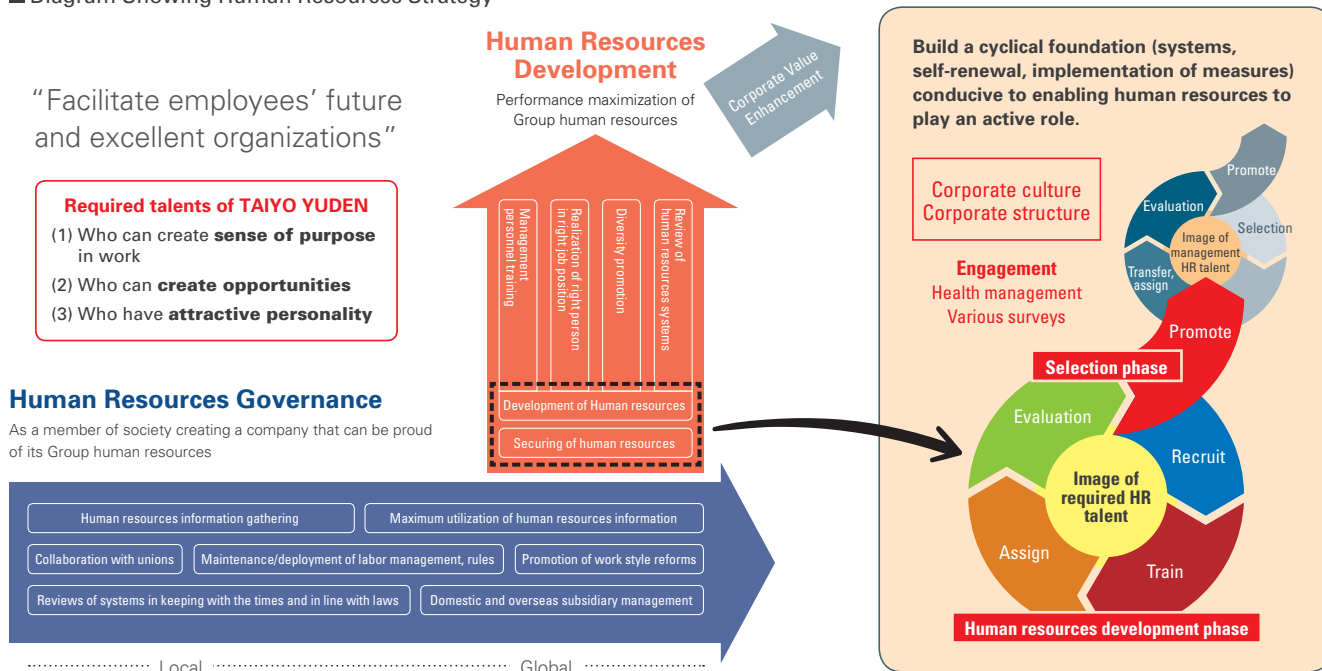 Diagram Showing Human Resources Strategy
“Facilitate employees’ future
and excellent organizations”
Required talents of TAIYO YUDEN
(1) Who can create sense of purpose
in work
(2) Who can create opportunities
(3) Who have attractive personality
Human Resources
Development
Performance maximization of
Group human resources
Corporate Value
Enhancement
Management
personnel training
Realization of right person
in right job position
Diversity promotion
Review of
human resources systems
Development of Human resources
Securing of human resources
Human Resources Governance
As a member of society creating a company that can be proud
of its Group human resources
Human resources information gathering
Maximum utilization of human resources information
Collaboration with unions
Maintenance/deployment of labor management, rules
Promotion of work style reforms
Reviews of systems in keeping with the times and in line with laws
Domestic and overseas subsidiary management
Local
Global
Build a cyclical foundation (systems,
self-renewal, implementation of measures)
conducive to enabling human resources to
play an active role.
Corporate culture
Corporate structure
Engagement
Health management
Various surveys
Promote
Evaluation
Selection
Image of
management
HR talent
Transfer,
assign
Promote
Selection phase
Evaluation
Recruit
Image of
required HR
talent
Assign
Train
Human resources development phase